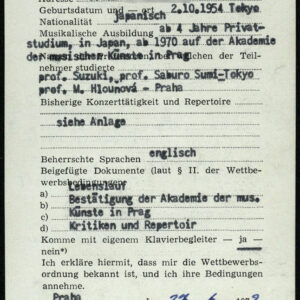 Geburtsdatum und – ort 2.10.1954 Tokyo
Nationalität japanisch
Musikalische Ausbildung ab 4 Jahre Privat-
studium, in Japan, ab 1970 auf der Akademie
der musischen Künste in Prag
nehmer studierte
prof. Suzuki, prof. Saburo Sumi-Tokyo
prof. M. Hlounová - Praha
Bisherige Konzerttätigkeit und Repertoire
siehe Anlage
Beherrschte Sprachen englisch
Beigefügte Dokumente (laut § II. der Wettbe-
werbsbedingungen)
a) Lebenslauf
b) Bestätigung der Akademie der mus.
c) Künste in Prag
d) Kritiken und Repertoir
Komme mit eigenem Klavierbegleiter — ja —
nein*)
Ich erkläre hiermit, dass mir die Wettbewerbs-
ordnung bekannt ist, und ich ihre Bedingungen
annehme.
Praha